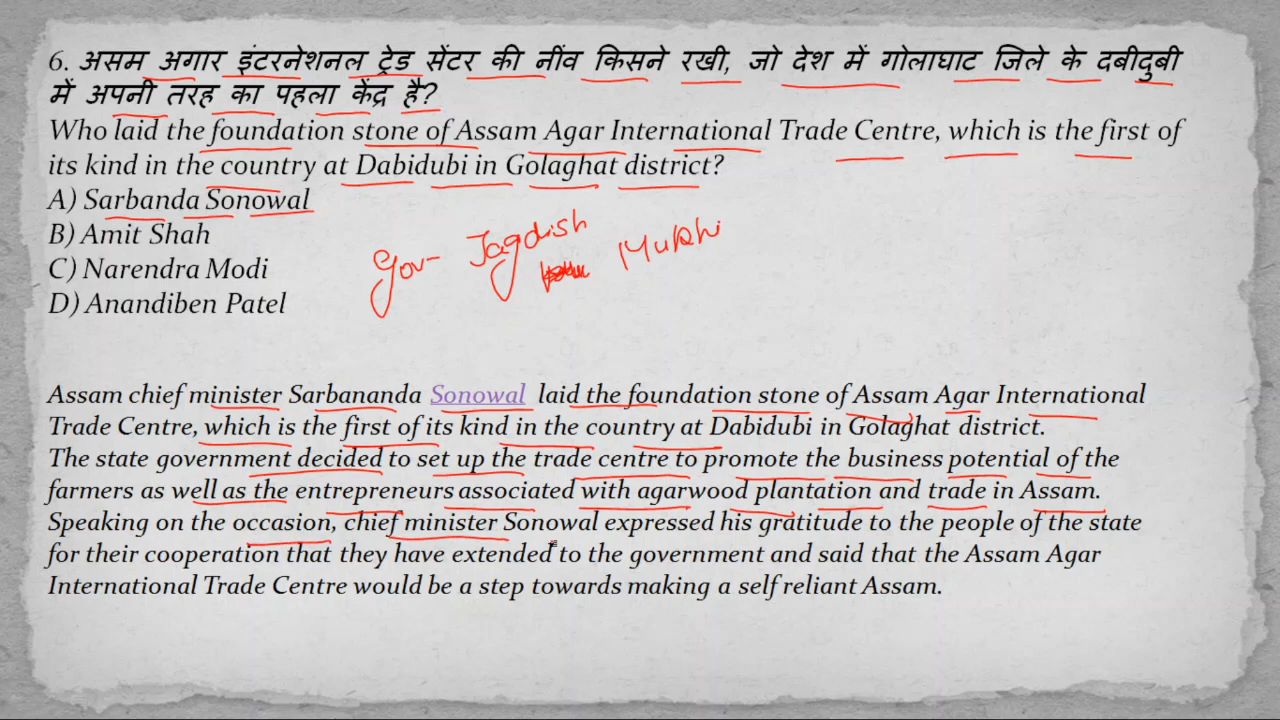 6. असम अगार इंटरनेशनल ट्रेड सेंटर की नींव किसने रखी, जो देश में गोलाघाट जिले के दबीदुबी
में अपनी तरह का पहला केंद्र है?
Who laid the foundation stone of Assam Agar International Trade Centre, which is the first of
its kind in the country at Dabidubi in Golaghat district?
A) Sarbanda Sonowal
B) Amit Shah
C) Narendra Modi
D) Anandiben Patel
Gov- Jagdish Mukhi
Assam chief minister Sarbananda Sonowal laid the foundation stone of Assam Agar International
Trade Centre, which is the first of its kind in the country at Dabidubi in Golaghat district.
The state government decided to set up the trade centre to promote the business potential of the
farmers as well as the entrepreneurs associated with agarwood plantation and trade in Assam.
Speaking on the occasion, chief minister Sonowal expressed his gratitude to the people of the state
for their cooperation that they have extended to the government and said that the Assam Agar
International Trade Centre would be a step towards making a self reliant Assam.